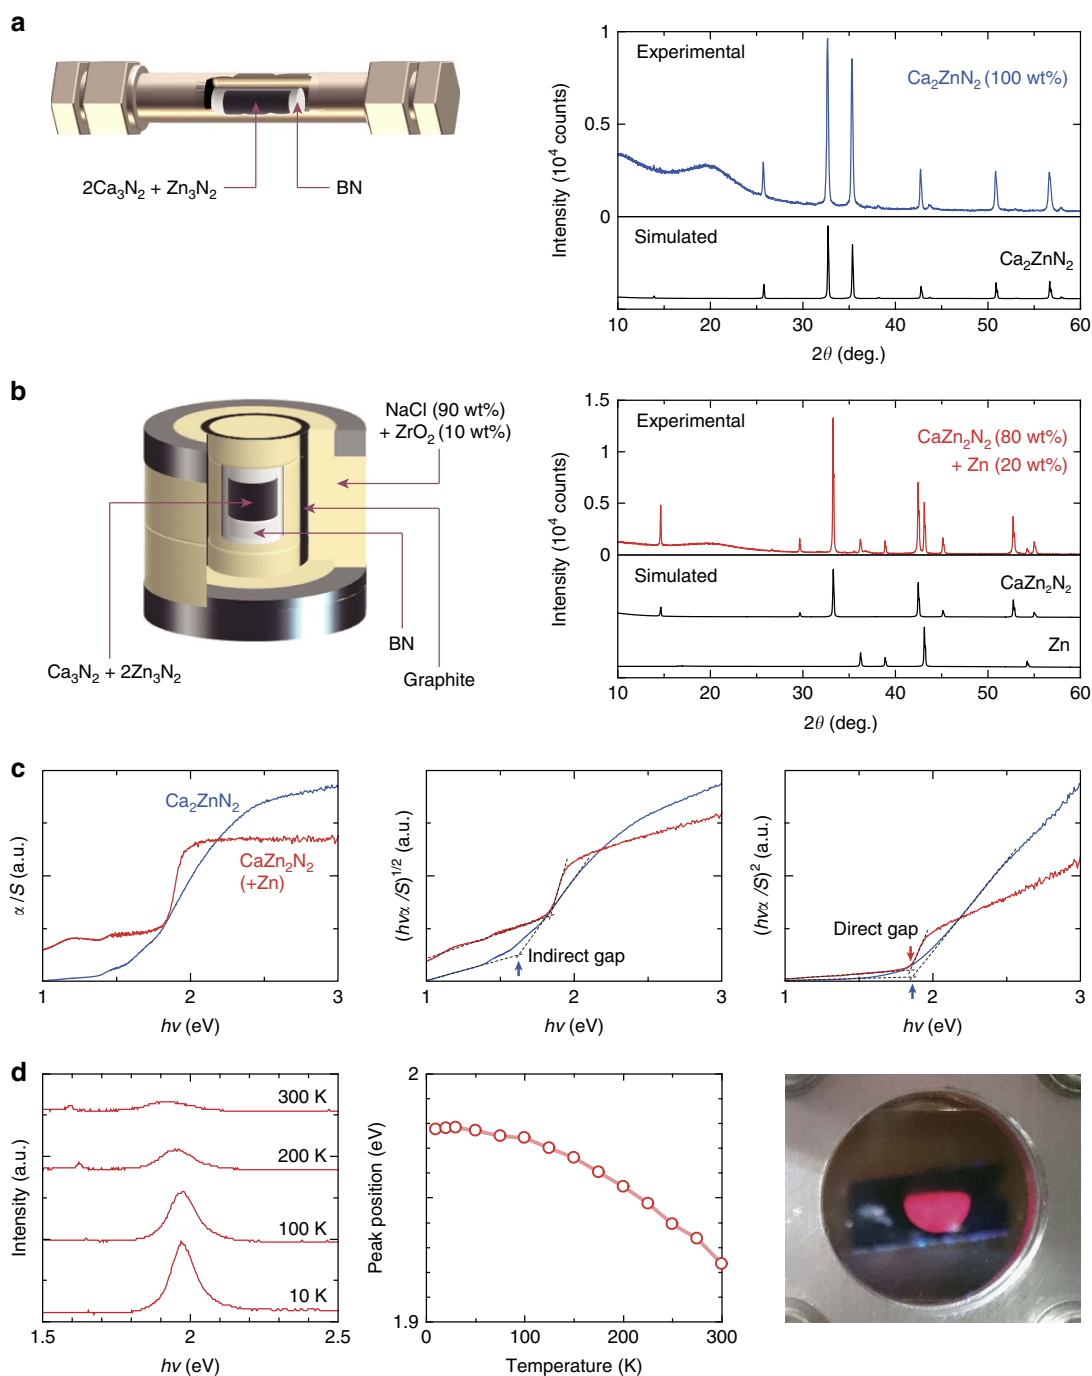 a
2Ca₃N₂ + Zn₃N₂
BN
Experimental
Ca₂ZnN₂ (100 wt%)
Simulated
Ca₂ZnN₂
Intensity (10⁴ counts)
1
0.5
0
10 20 30 40 50 60
2θ (deg.)
b
NaCl (90 wt%)
+ ZrO₂ (10 wt%)
BN
Ca₃N₂ + 2Zn₃N₂
Graphite
Experimental
CaZn₂N₂ (80 wt%)
+ Zn (20 wt%)
Simulated
CaZn₂N₂
Zn
Intensity (10⁴ counts)
1.5
1
0.5
0
10 20 30 40 50 60
2θ (deg.)
c
Ca₂ZnN₂
CaZn₂N₂
(+Zn)
α/S (a.u.)
1 2 3
hν (eV)
(hνα/S)^1/2 (a.u.)
Indirect gap
1 2 3
hν (eV)
(hνα/S)² (a.u.)
Direct gap
1 2 3
hν (eV)
d
300 K
200 K
100 K
10 K
Intensity (a.u.)
1.5 2 2.5
hν (eV)
Peak position (eV)
2
1.9
0 100 200 300
Temperature (K)